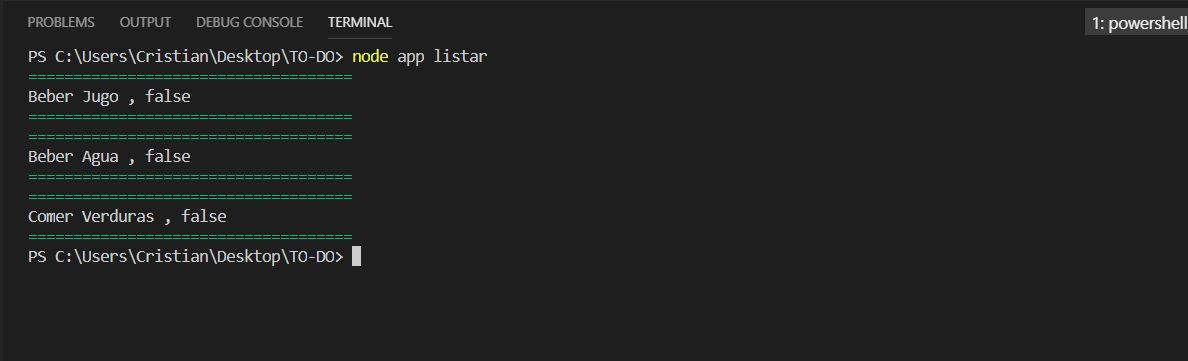 PROBLEMS OUTPUT DEBUG CONSOLE TERMINAL 1: powershell
PS C:\Users\Cristian\Desktop\TO-DO> node app listar
====================================
Beber Jugo , false
====================================
====================================
Beber Agua , false
====================================
====================================
Comer Verduras , false
====================================
PS C:\Users\Cristian\Desktop\TO-DO>